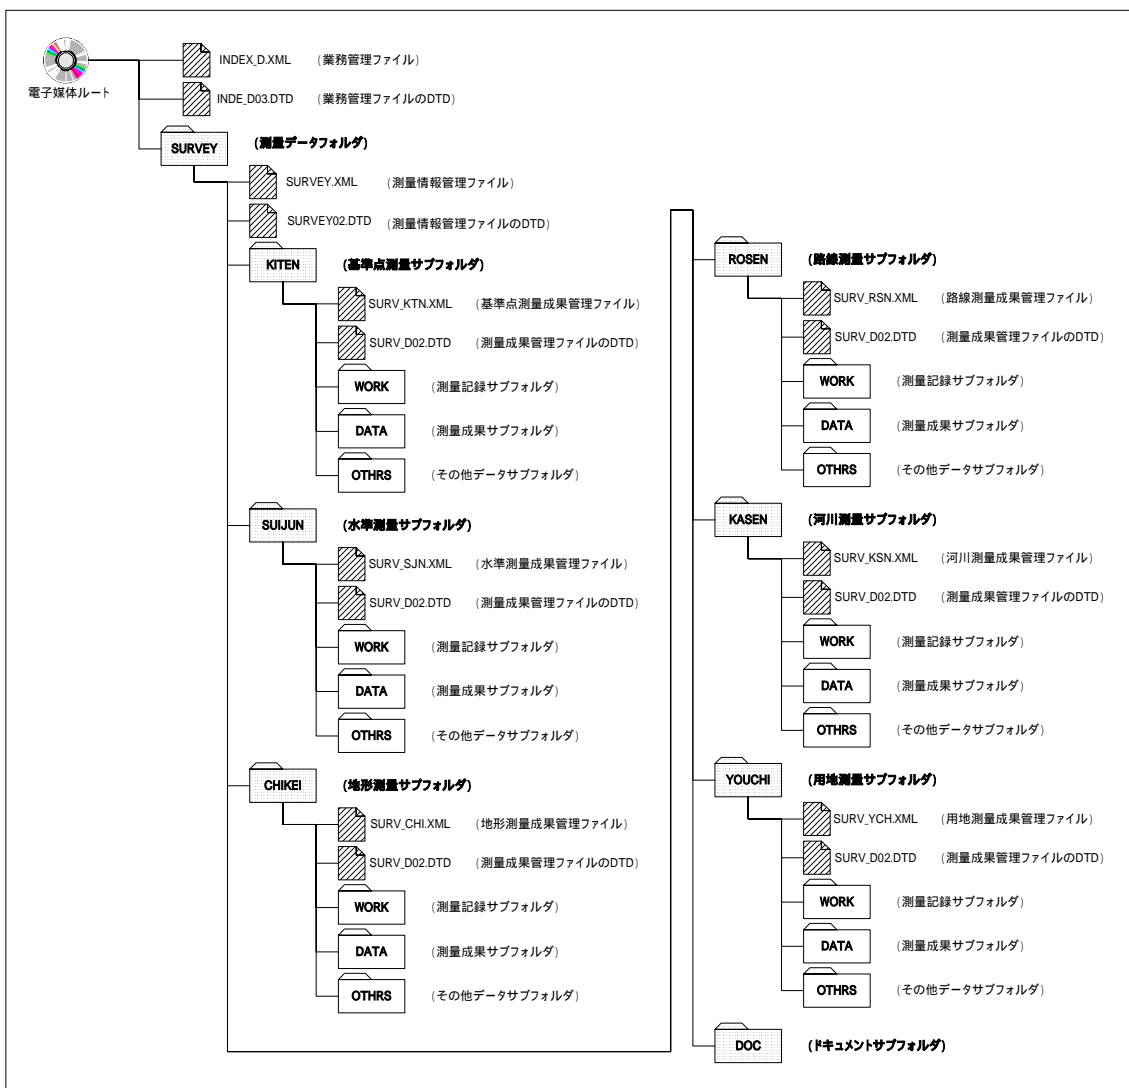 INDEX_D.XML (業務管理ファイル)
電子媒体ルート
INDE_D03.DTD (業務管理ファイルのDTD)
SURVEY (測量データフォルダ)
SURVEY.XML (測量情報管理ファイル)
SURVEY02.DTD (測量情報管理ファイルのDTD)
KITEN (基準点測量サブフォルダ)
SURV_KTN.XML (基準点測量成果管理ファイル)
SURV_D02.DTD (測量成果管理ファイルのDTD)
WORK (測量記録サブフォルダ)
DATA (測量成果サブフォルダ)
OTHRS (その他データサブフォルダ)
SUIJUN (水準測量サブフォルダ)
SURV_SJN.XML (水準測量成果管理ファイル)
SURV_D02.DTD (測量成果管理ファイルのDTD)
WORK (測量記録サブフォルダ)
DATA (測量成果サブフォルダ)
OTHRS (その他データサブフォルダ)
CHIKEI (地形測量サブフォルダ)
SURV_CHI.XML (地形測量成果管理ファイル)
SURV_D02.DTD (測量成果管理ファイルのDTD)
WORK (測量記録サブフォルダ)
DATA (測量成果サブフォルダ)
OTHRS (その他データサブフォルダ)
ROSEN (路線測量サブフォルダ)
SURV_RSN.XML (路線測量成果管理ファイル)
SURV_D02.DTD (測量成果管理ファイルのDTD)
WORK (測量記録サブフォルダ)
DATA (測量成果サブフォルダ)
OTHRS (その他データサブフォルダ)
KASEN (河川測量サブフォルダ)
SURV_KSN.XML (河川測量成果管理ファイル)
SURV_D02.DTD (測量成果管理ファイルのDTD)
WORK (測量記録サブフォルダ)
DATA (測量成果サブフォルダ)
OTHRS (その他データサブフォルダ)
YOUCHI (用地測量サブフォルダ)
SURV_YCH.XML (用地測量成果管理ファイル)
SURV_D02.DTD (測量成果管理ファイルのDTD)
WORK (測量記録サブフォルダ)
DATA (測量成果サブフォルダ)
OTHRS (その他データサブフォルダ)
DOC (ドキュメントサブフォルダ)